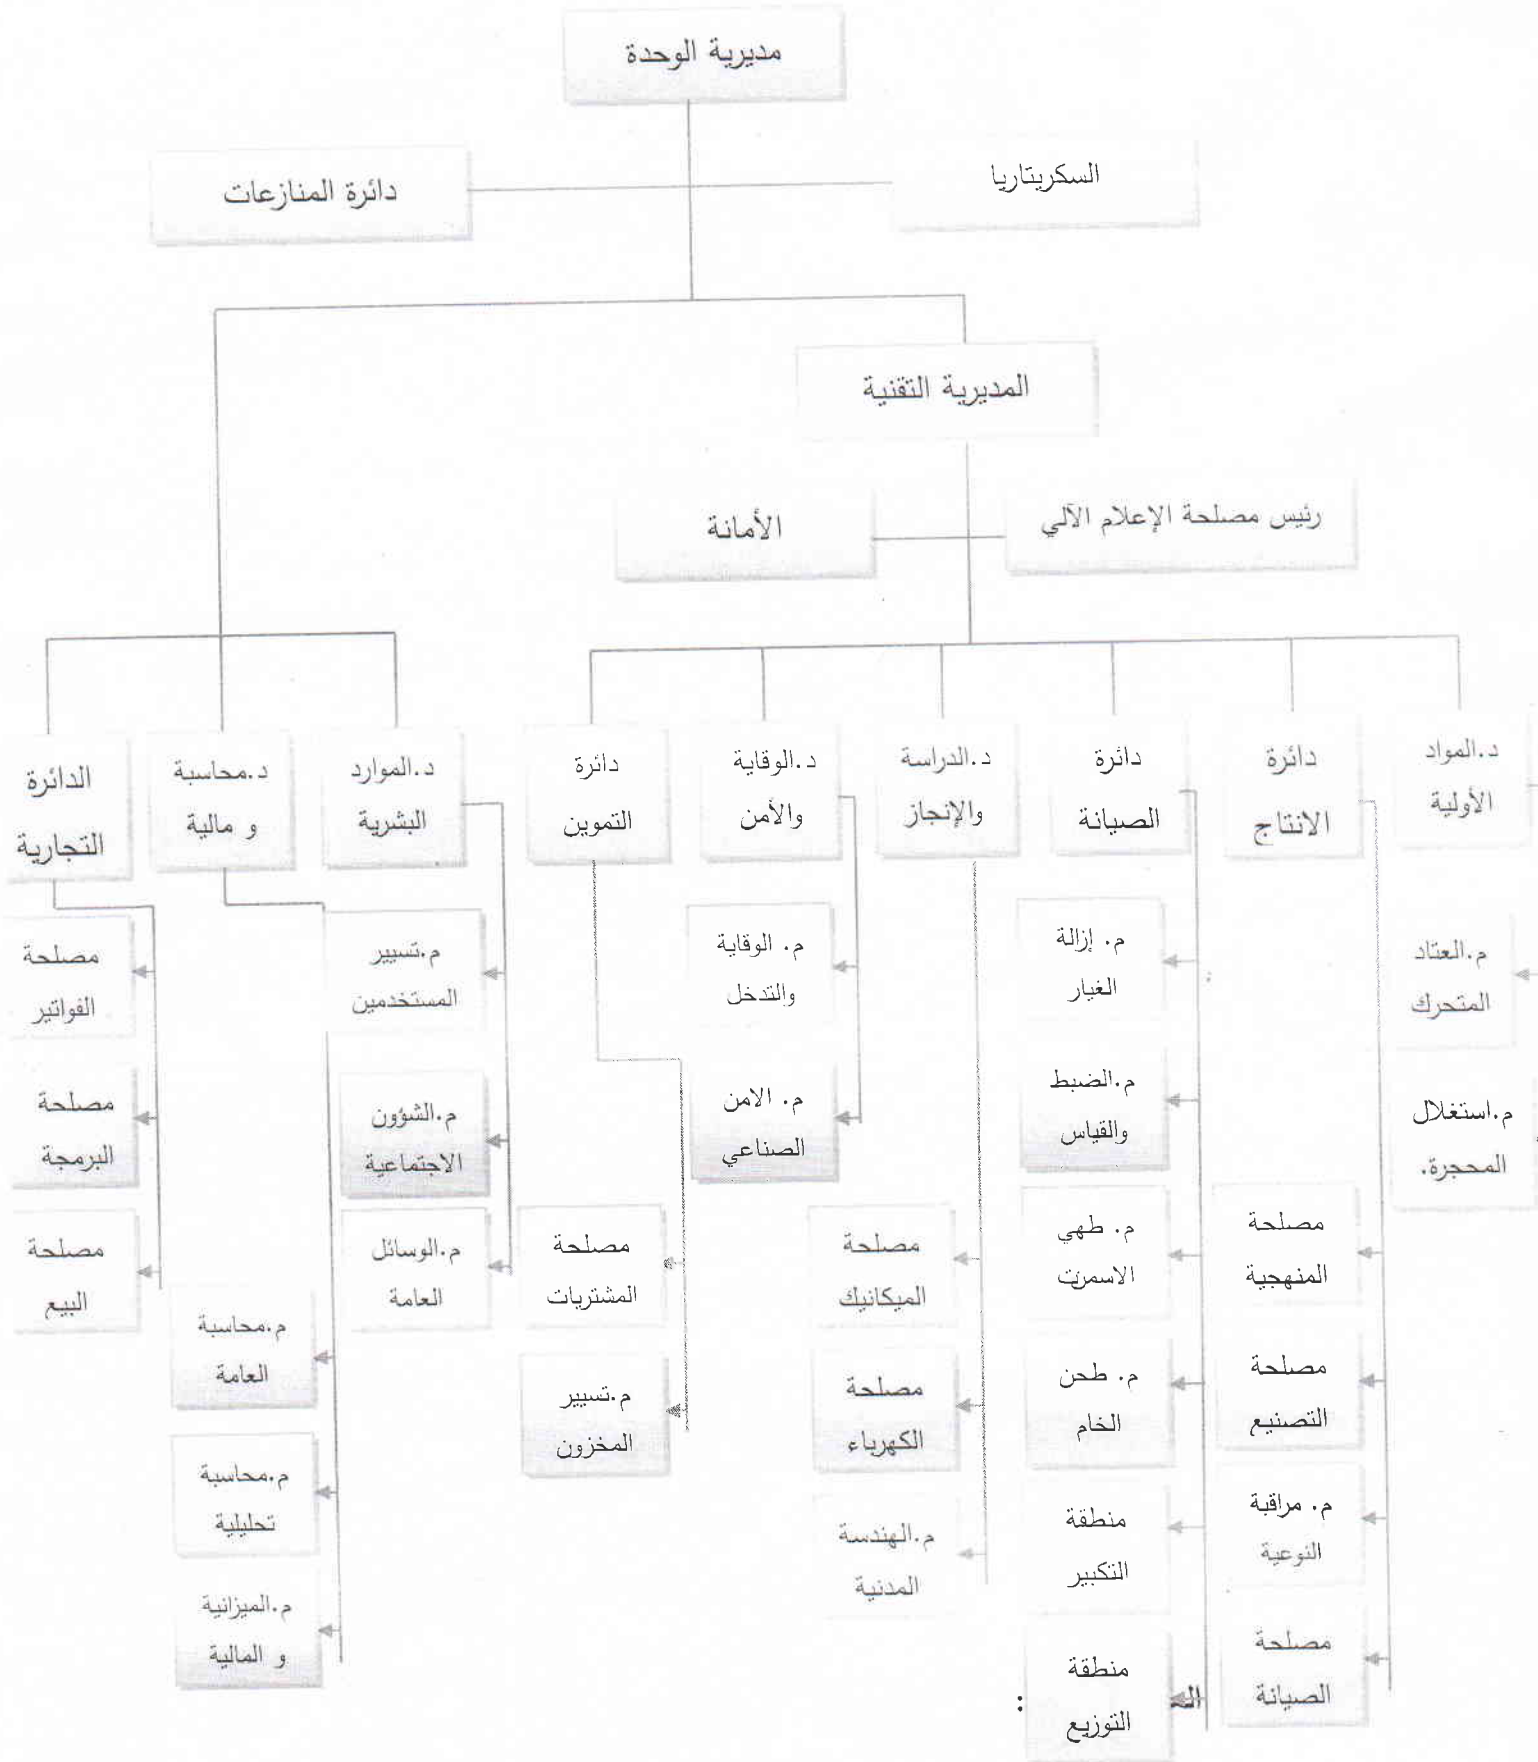 مديرية الوحدة
السكريتاريا
دائرة المنازعات
المديرية التقنية
رئيس مصلحة الإعلام الآلي
الأمانة
د.المواد
الأولية
دائرة
الانتاج
دائرة
الصيانة
د.الدراسة
والإنجاز
د.الوقاية
والأمن
دائرة
التموين
د.الموارد
البشرية
د.محاسبة
و مالية
الدائرة
التجارية
م.العتاد
المتحرك
م.استغلال
المحجرة.
مصلحة
المنهجية
مصلحة
التصنيع
م. مراقبة
النوعية
مصلحة
الصيانة
م. إزالة
الغبار
م.الضبط
والقياس
م. طهي
الاسمرت
م. طحن
الخام
منطقة
التكبير
منطقة
التوزيع
مصلحة
الميكانيك
مصلحة
الكهرباء
م.الهندسة
المدنية
م. الوقاية
والتدخل
م. الامن
الصناعي
مصلحة
المشتريات
م.تسيير
المخزون
م.تسيير
المستخدمين
م.الشؤون
الاجتماعية
م.الوسائل
العامة
م.محاسبة
العامة
م.محاسبة
تحليلية
م.الميزانية
و المالية
مصلحة
الفواتير
مصلحة
البرمجة
مصلحة
البيع
: